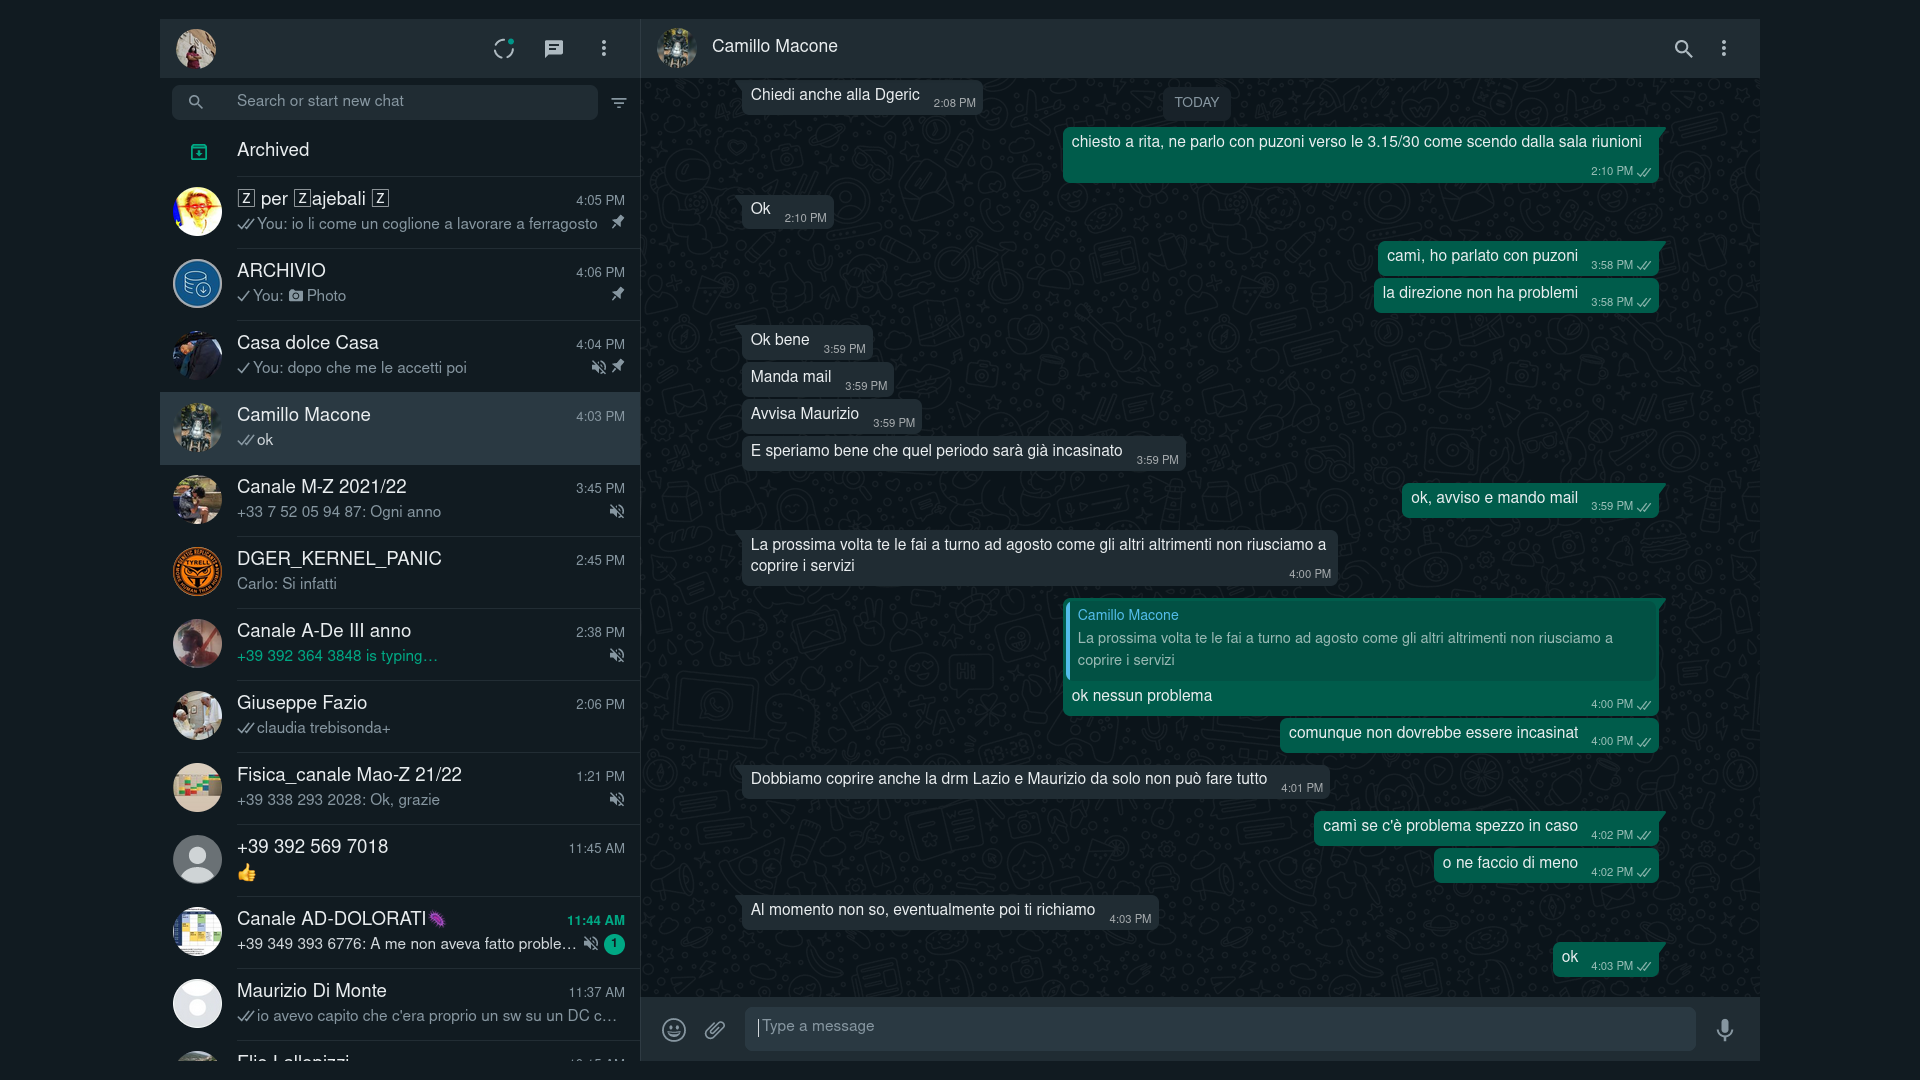 Search or start new chat
Archived
🅉 per 🅉ajebali 🅉
4:05 PM
You: io li come un coglione a lavorare a ferragosto
ARCHIVIO
4:06 PM
You: Photo
Casa dolce Casa
4:04 PM
You: dopo che me le accetti poi
Camillo Macone
4:03 PM
ok
Canale M-Z 2021/22
3:45 PM
+33 7 52 05 94 87: Ogni anno
DGER_KERNEL_PANIC
2:45 PM
Carlo: Si infatti
Canale A-De III anno
2:38 PM
+39 392 364 3848 is typing…
Giuseppe Fazio
2:06 PM
claudia trebisonda+
Fisica_canale Mao-Z 21/22
1:21 PM
+39 338 293 2028: Ok, grazie
+39 392 569 7018
11:45 AM
👍
Canale AD-DOLORATI🦠
11:44 AM
+39 349 393 6776: A me non aveva fatto proble…
1
Maurizio Di Monte
11:37 AM
io avevo capito che c'era proprio un sw su un DC c…
Camillo Macone
Chiedi anche alla Dgeric 2:08 PM
TODAY
chiesto a rita, ne parlo con puzoni verso le 3.15/30 come scendo dalla sala riunioni
2:10 PM
Ok 2:10 PM
camì, ho parlato con puzoni 3:58 PM
la direzione non ha problemi 3:58 PM
Ok bene 3:59 PM
Manda mail 3:59 PM
Avvisa Maurizio 3:59 PM
E speriamo bene che quel periodo sarà già incasinato 3:59 PM
ok, avviso e mando mail 3:59 PM
La prossima volta te le fai a turno ad agosto come gli altri altrimenti non riusciamo a
coprire i servizi
4:00 PM
Camillo Macone
La prossima volta te le fai a turno ad agosto come gli altri altrimenti non riusciamo a
coprire i servizi
ok nessun problema
4:00 PM
comunque non dovrebbe essere incasinat 4:00 PM
Dobbiamo coprire anche la drm Lazio e Maurizio da solo non può fare tutto 4:01 PM
camì se c'è problema spezzo in caso 4:02 PM
o ne faccio di meno 4:02 PM
Al momento non so, eventualmente poi ti richiamo 4:03 PM
ok 4:03 PM
Type a message